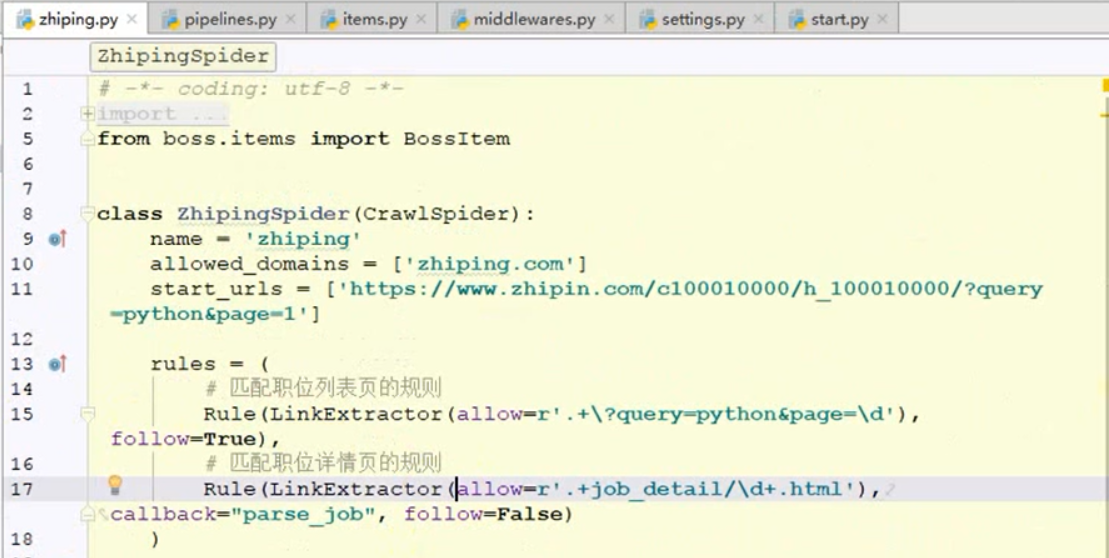 zhiping.py pipelines.py items.py middlewares.py settings.py start.py
ZhipingSpider
1 # -*- coding: utf-8 -*-
2 import ...
5 from boss.items import BossItem
6
7
8 class ZhipingSpider(CrawlSpider):
9 name = 'zhiping'
10 allowed_domains = ['zhiping.com']
11 start_urls = ['https://www.zhipin.com/c100010000/h_100010000/?query
=python&page=1']
12
13 rules = (
14 # 匹配职位列表页的规则
15 Rule(LinkExtractor(allow=r'.+\?query=python&page=\d'),
follow=True),
16 # 匹配职位详情页的规则
17 Rule(LinkExtractor(allow=r'.+job_detail/\d+.html'),
callback="parse_job", follow=False)
18 )